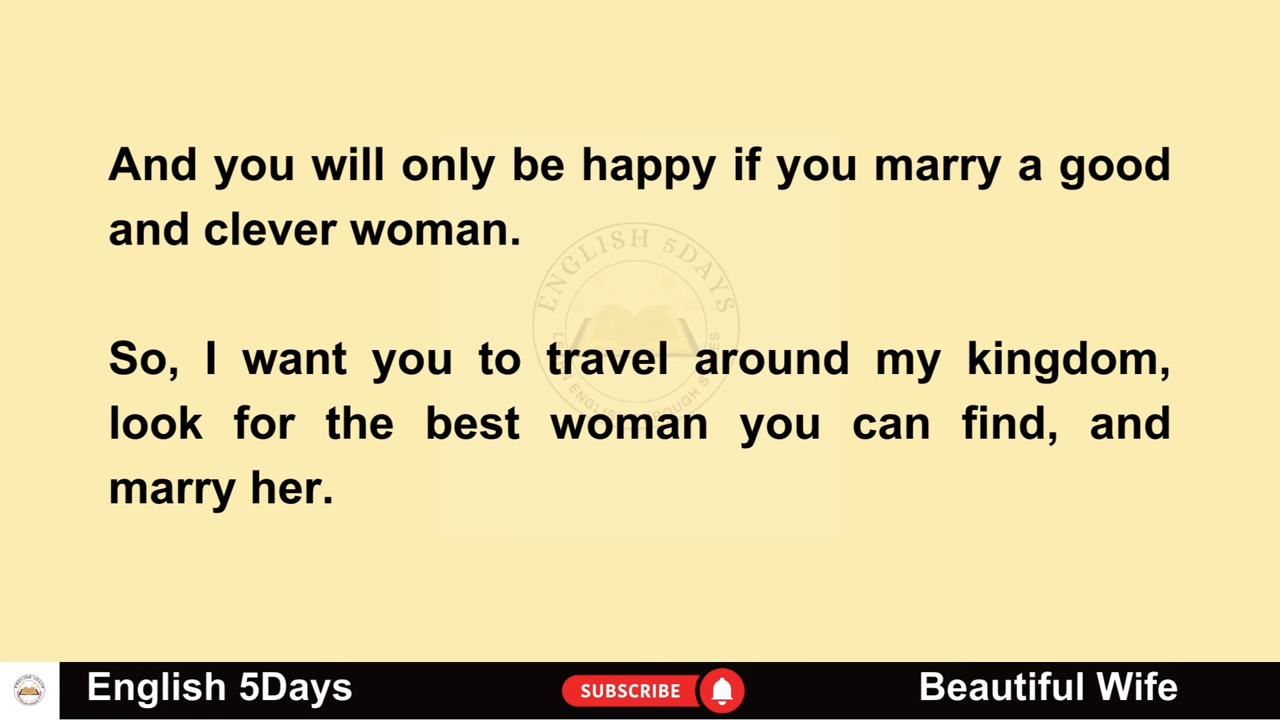 And you will only be happy if you marry a good
and clever woman.
So, I want you to travel around my kingdom,
look for the best woman you can find, and
marry her.
ENGLISH 5DAYS
English 5Days
SUBSCRIBE
Beautiful Wife